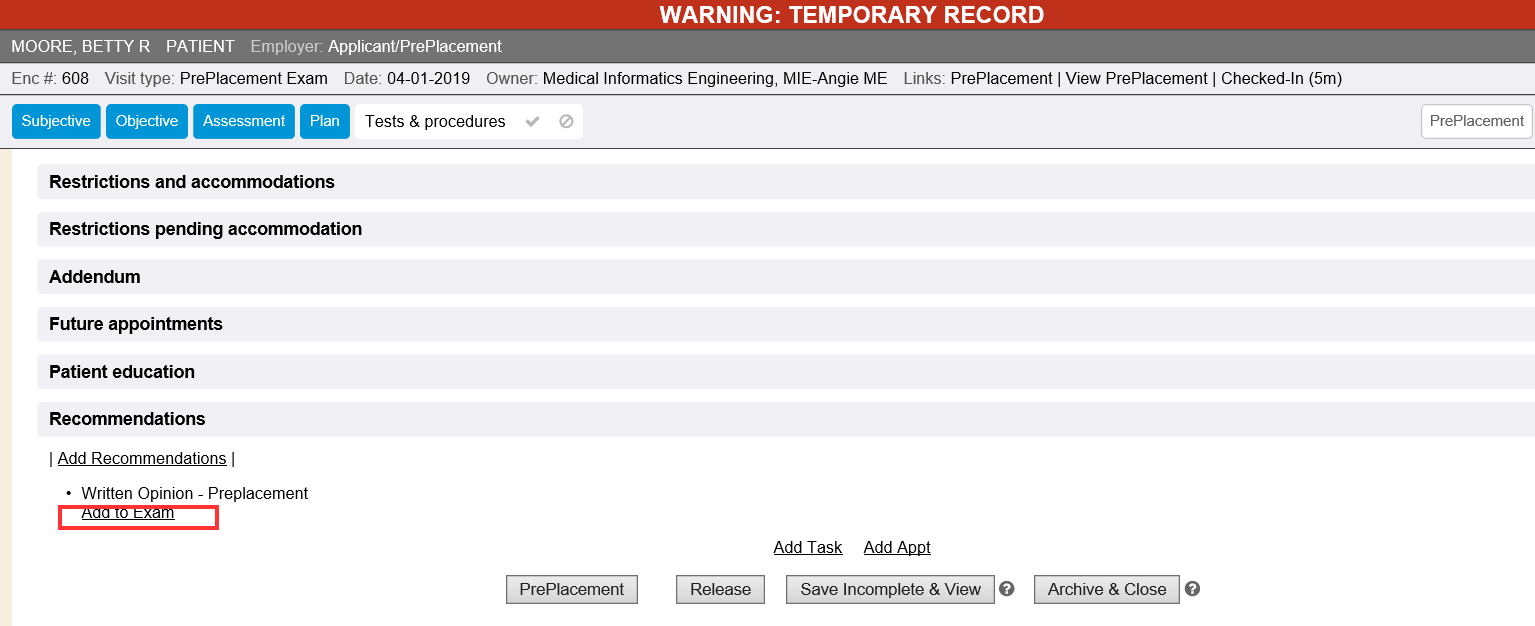 WARNING: TEMPORARY RECORD
MOORE, BETTY R PATIENT Employer: Applicant/PrePlacement
Enc #: 608 Visit type: PrePlacement Exam Date: 04-01-2019 Owner: Medical Informatics Engineering, MIE-Angie ME Links: PrePlacement | View PrePlacement | Checked-In (5m)
Subjective Objective Assessment Plan Tests & procedures PrePlacement
Restrictions and accommodations
Restrictions pending accommodation
Addendum
Future appointments
Patient education
Recommendations
| Add Recommendations |
• Written Opinion - Preplacement
Add to Exam
Add Task Add Appt
PrePlacement Release Save Incomplete & View ? Archive & Close ?